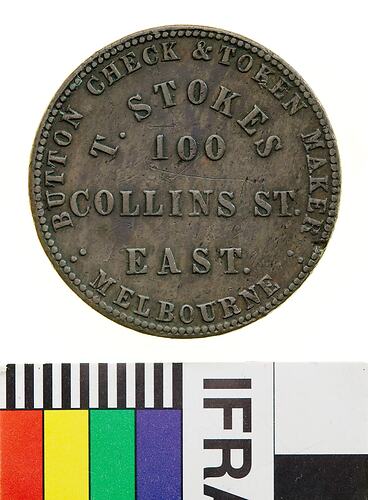 BUTTON CHECK & TOKEN MAKER
T. STOKES
100
COLLINS ST.
EAST.
MELBOURNE
IFRA